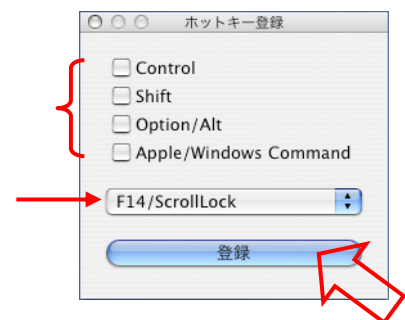 ホットキー登録
Control
Shift
Option/Alt
Apple/Windows Command
F14/ScrollLock
登録